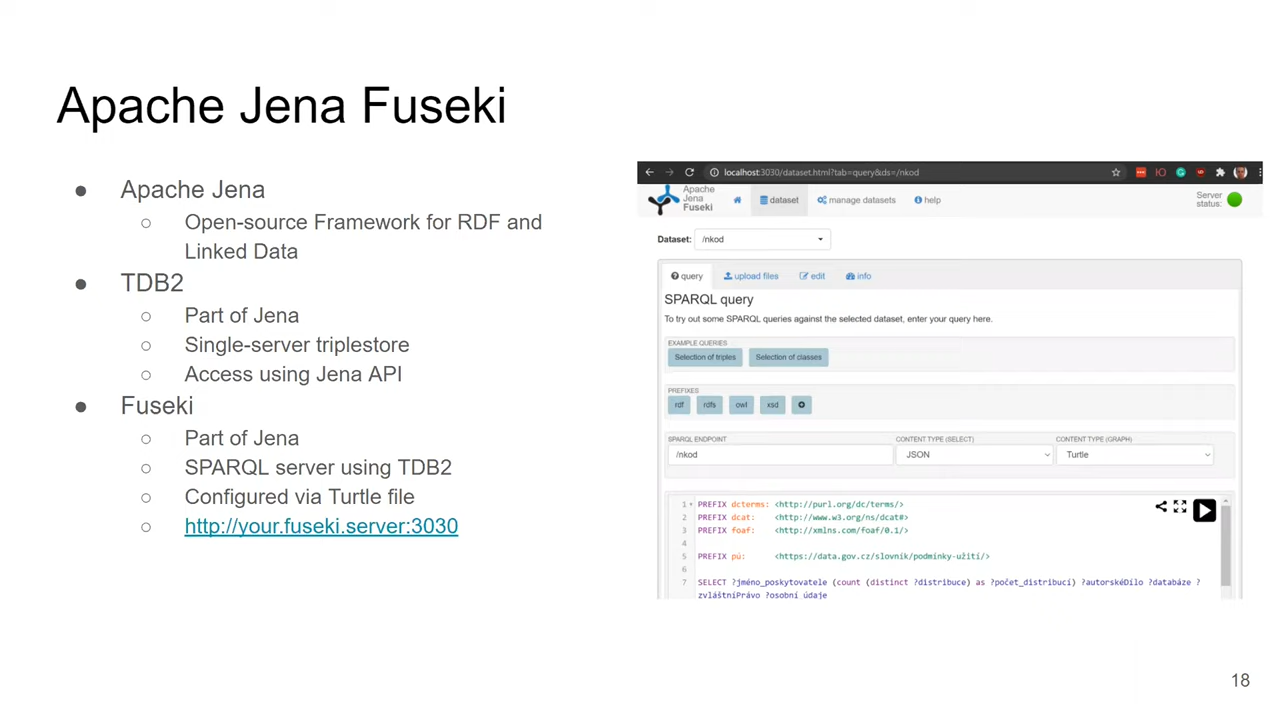 Apache Jena Fuseki
● Apache Jena
○ Open-source Framework for RDF and
Linked Data
● TDB2
○ Part of Jena
○ Single-server triplestore
○ Access using Jena API
● Fuseki
○ Part of Jena
○ SPARQL server using TDB2
○ Configured via Turtle file
○ http://your.fuseki.server:3030
localhost:3030/dataset.html?tab=query&ds=/nkod
Apache
Jena
Fuseki
dataset
manage datasets
help
Server
status:
Dataset: /nkod
query
upload files
edit
info
SPARQL query
To try out some SPARQL queries against the selected dataset, enter your query here.
EXAMPLE QUERIES
Selection of triples
Selection of classes
PREFIXES
rdf
rdfs
owl
xsd
SPARQL ENDPOINT
/nkod
CONTENT TYPE (SELECT)
JSON
CONTENT TYPE (GRAPH)
Turtle
1 PREFIX dcterms: <http://purl.org/dc/terms/>
2 PREFIX dcat: <http://www.w3.org/ns/dcat#>
3 PREFIX foaf: <http://xmlns.com/foaf/0.1/>
4
5 PREFIX pú: <https://data.gov.cz/slovník/podmínky-užití/>
6
7 SELECT ?jméno_poskytovatele (count (distinct ?distribuce) as ?počet_distribucí) ?autorskéDílo ?databáze ?
zvláštníPrávo ?osobní údaje
18